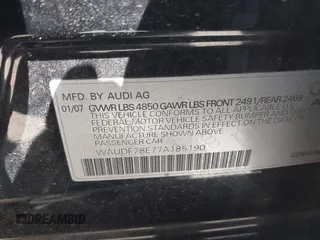 MFD. BY AUDI AG
01/07 GVWR LBS 4850 GAWR LBS FRONT 2491/REAR 2469
THIS VEHICLE CONFORMS TO ALL APPLICABLE
FEDERAL MOTOR VEHICLE SAFETY, BUMPER AND THEFT
PREVENTION STANDARDS IN EFFECT ON THE DATE OF
MANUFACTURE SHOWN ABOVE.
PASSENGER CAR
WAUDF78E77A185190
DREAMBID